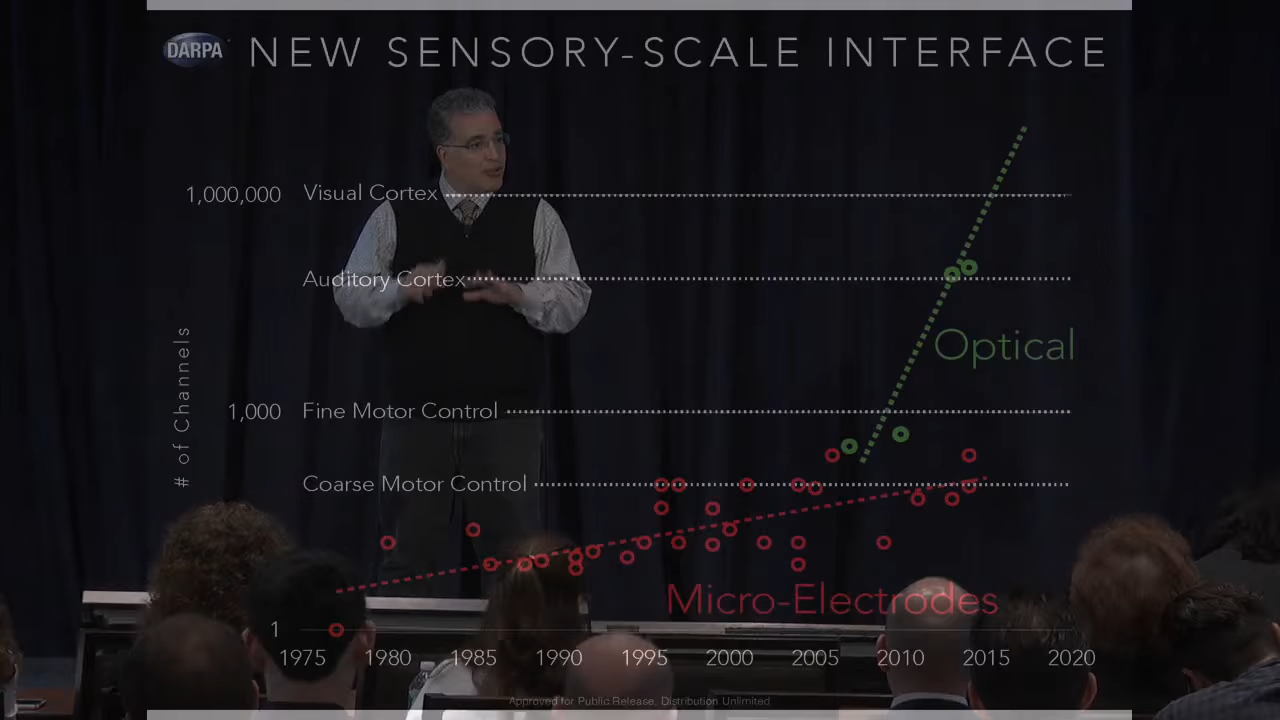 DARPA NEW SENSORY-SCALE INTERFACE
1,000,000 Visual Cortex
Auditory Cortex
Optical
# of Channels
1,000 Fine Motor Control
Coarse Motor Control
Micro-Electrodes
1
1975 1980 1985 1990 1995 2000 2005 2010 2015 2020
Approved for Public Release. Distribution Unlimited.